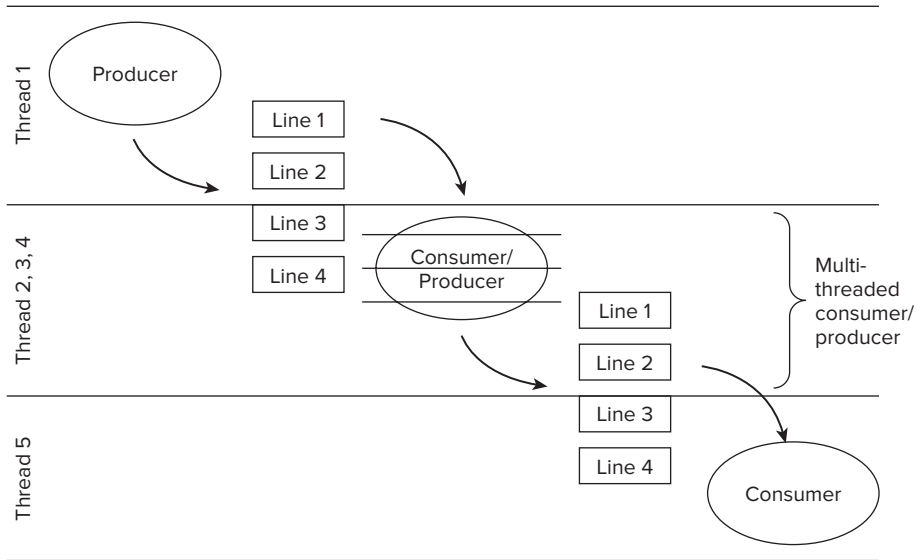 Thread 1
Producer
Line 1
Line 2
Line 3
Line 4
Thread 2, 3, 4
Consumer/
Producer
Line 1
Line 2
Line 3
Line 4
Multi-
threaded
consumer/
producer
Thread 5
Consumer